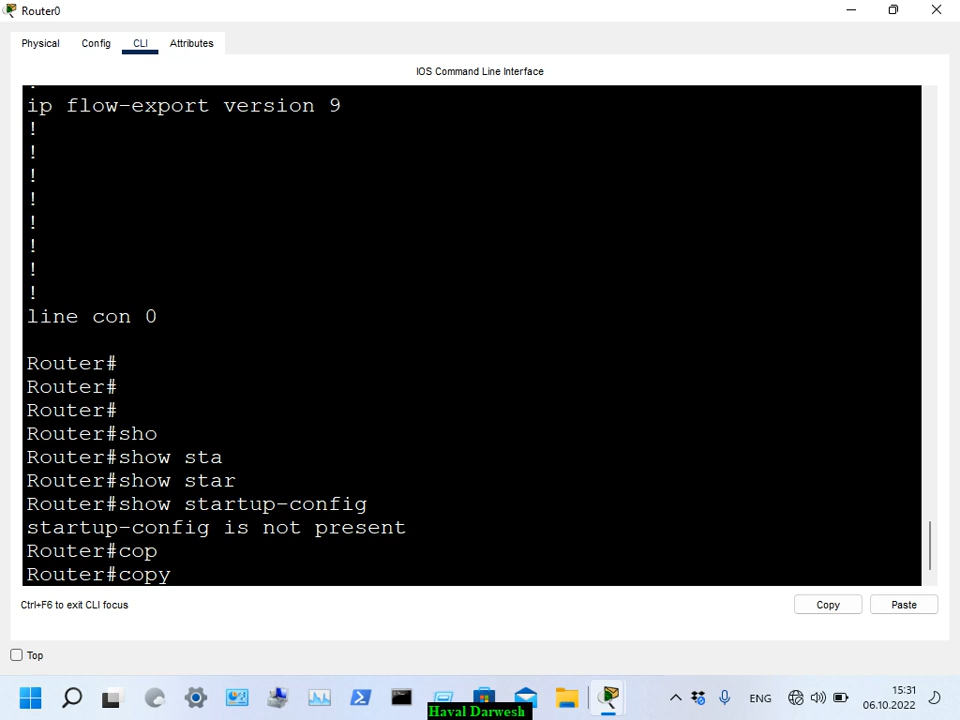 Router0
Physical
Config
CLI
Attributes
IOS Command Line Interface
ip flow-export version 9
!
!
!
!
!
!
!
!
line con 0
Router#
Router#
Router#
Router#sho
Router#show sta
Router#show star
Router#show startup-config
startup-config is not present
Router#cop
Router#copy
Ctrl+F6 to exit CLI focus
Copy
Paste
Top
ENG
15:31
06.10.2022
Haval Darwesh